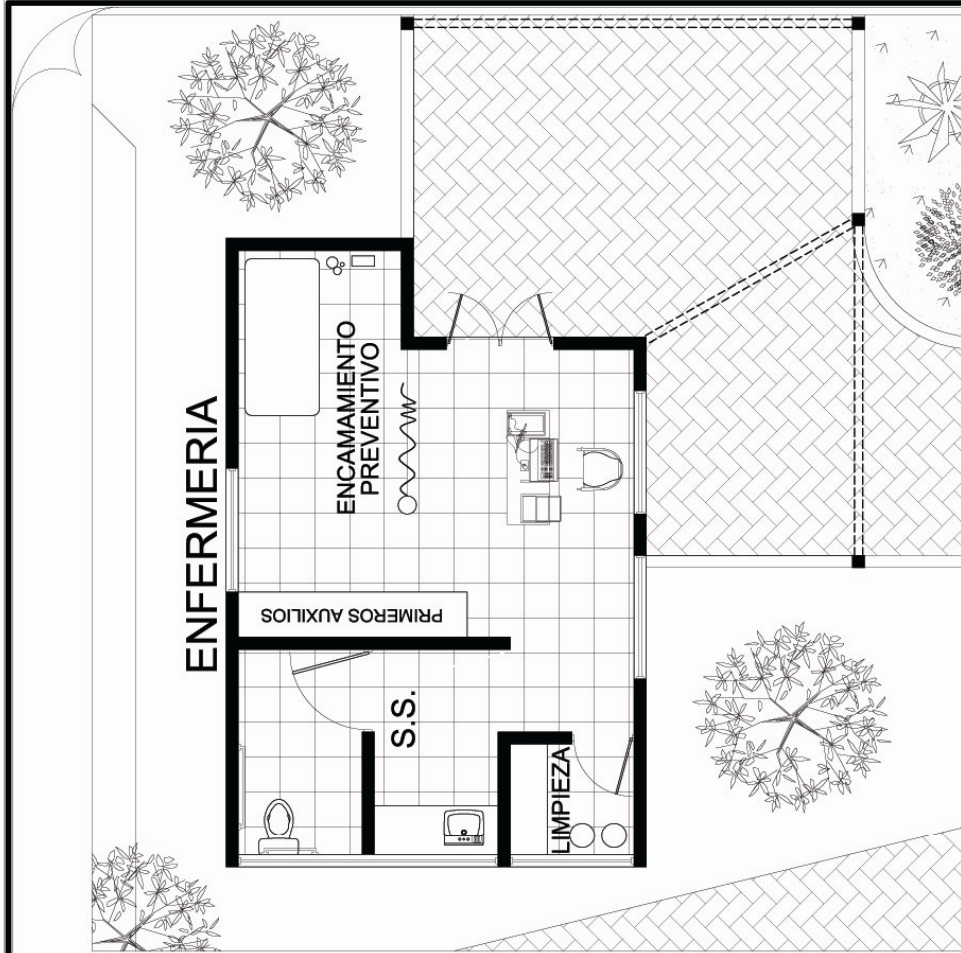 ENFERMERIA
ENCAMAMIENTO
PREVENTIVO
PRIMEROS AUXILIOS
S.S.
LIMPIEZA